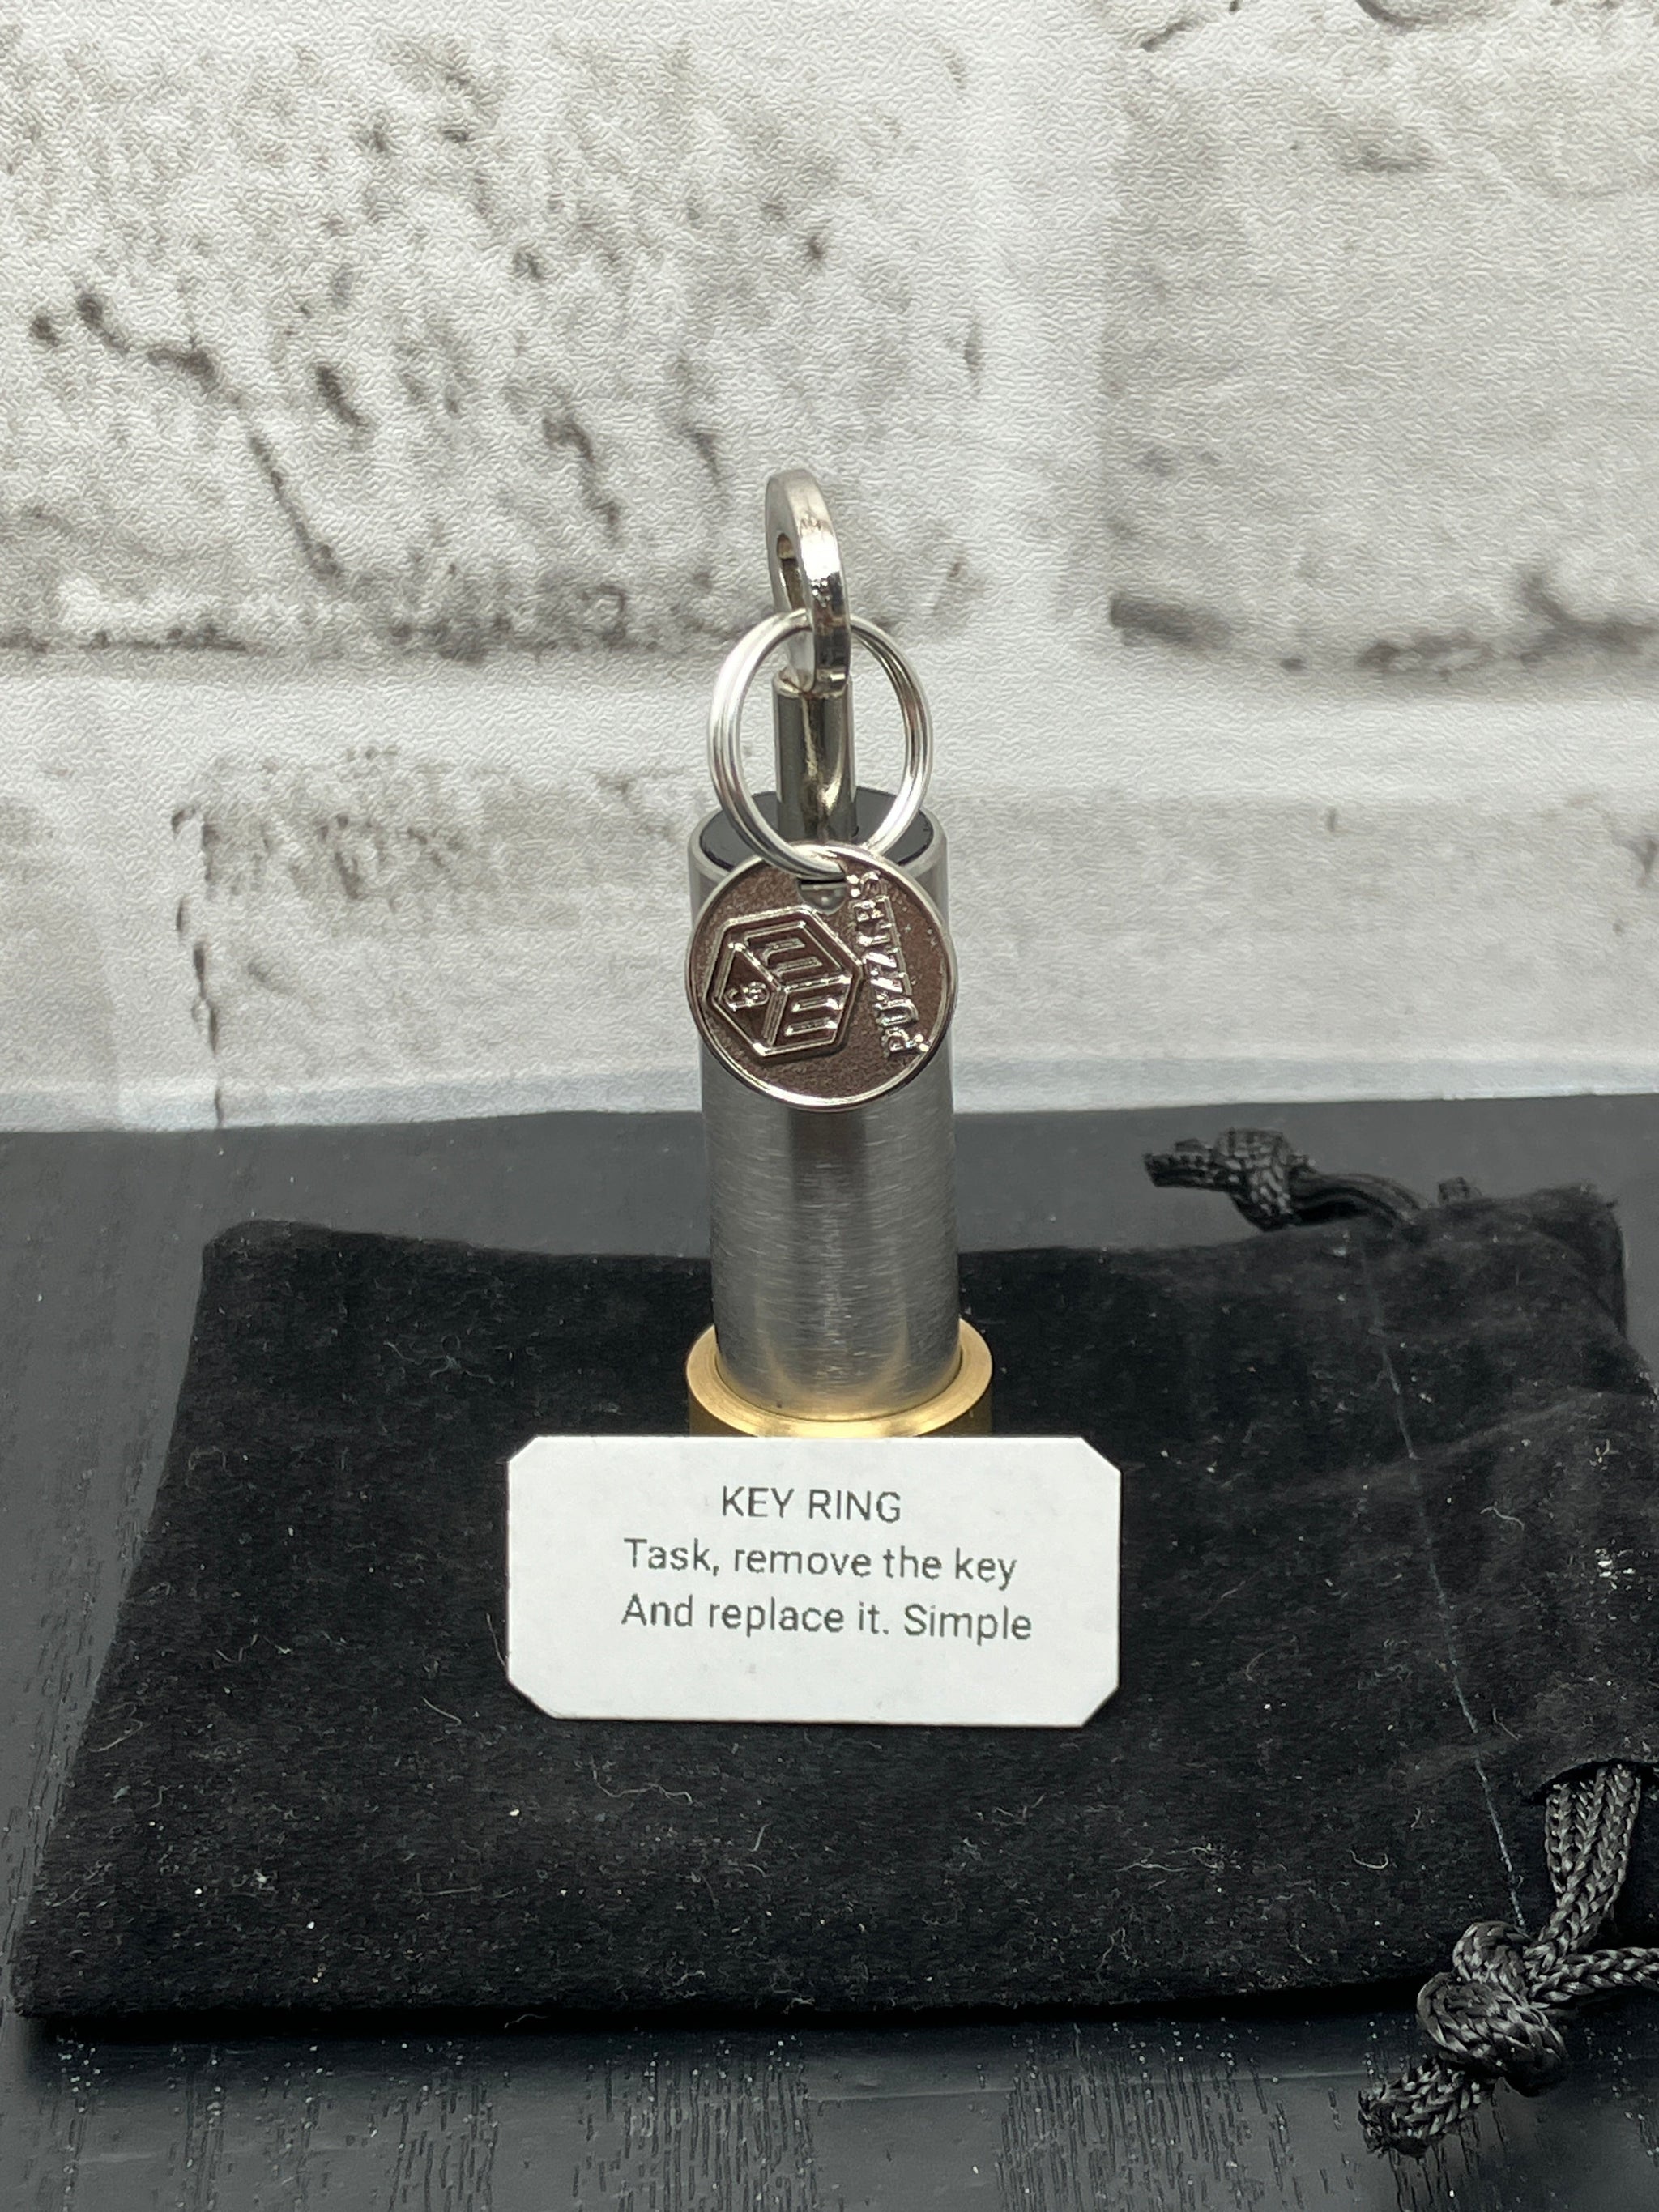 PUZZLES
KEY RING
Task, remove the key
And replace it. Simple